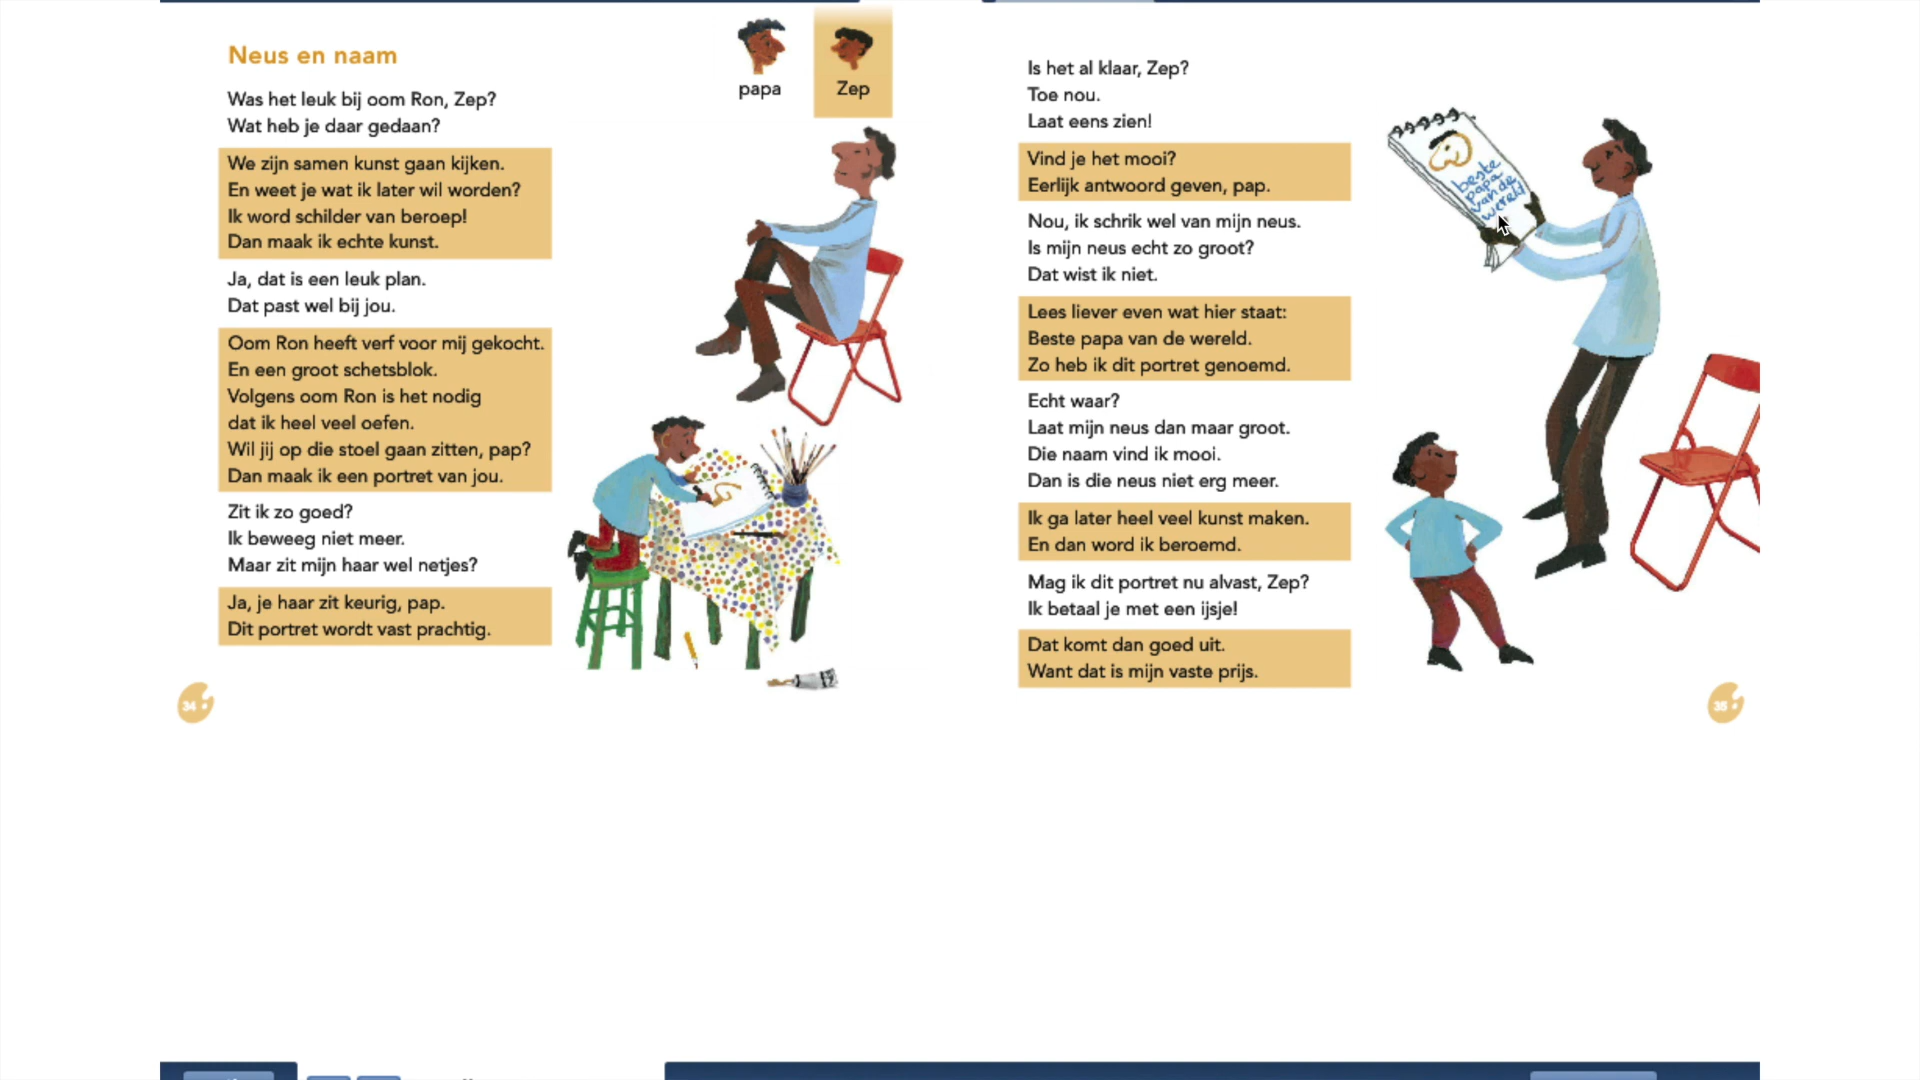 Neus en naam
papa
Zep
Was het leuk bij oom Ron, Zep?
Wat heb je daar gedaan?
We zijn samen kunst gaan kijken.
En weet je wat ik later wil worden?
Ik word schilder van beroep!
Dan maak ik echte kunst.
Ja, dat is een leuk plan.
Dat past wel bij jou.
Oom Ron heeft verf voor mij gekocht.
En een groot schetsblok.
Volgens oom Ron is het nodig
dat ik heel veel oefen.
Wil jij op die stoel gaan zitten, pap?
Dan maak ik een portret van jou.
Zit ik zo goed?
Ik beweeg niet meer.
Maar zit mijn haar wel netjes?
Ja, je haar zit keurig, pap.
Dit portret wordt vast prachtig.
34
Is het al klaar, Zep?
Toe nou.
Laat eens zien!
Vind je het mooi?
Eerlijk antwoord geven, pap.
Nou, ik schrik wel van mijn neus.
Is mijn neus echt zo groot?
Dat wist ik niet.
Lees liever even wat hier staat:
Beste papa van de wereld.
Zo heb ik dit portret genoemd.
Echt waar?
Laat mijn neus dan maar groot.
Die naam vind ik mooi.
Dan is die neus niet erg meer.
Ik ga later heel veel kunst maken.
En dan word ik beroemd.
Mag ik dit portret nu alvast, Zep?
Ik betaal je met een ijsje!
Dat komt dan goed uit.
Want dat is mijn vaste prijs.
beste
papa
van de
wereld
35